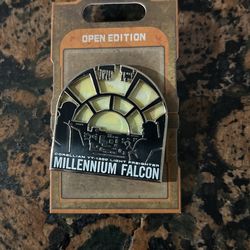 OPEN EDITION
CORELLIAN YT-1300 LIGHT FREIGHTER
MILLENNIUM FALCON